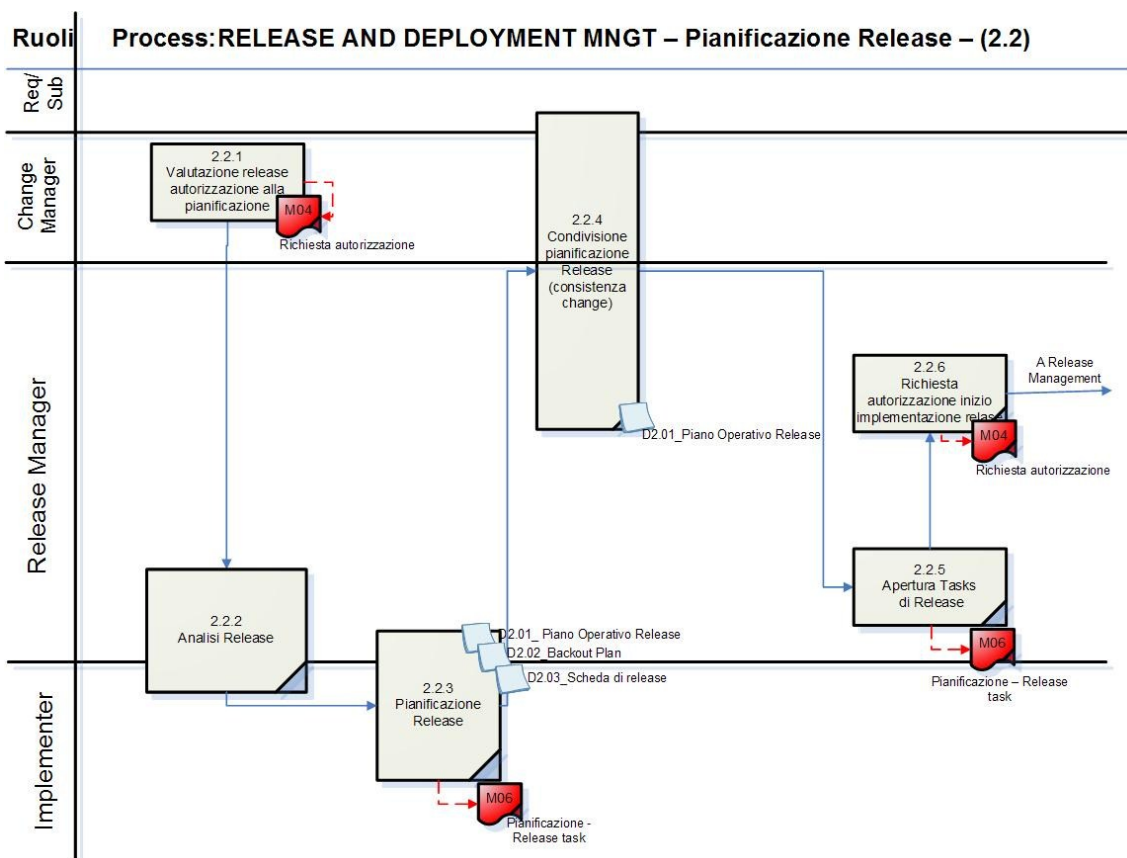 Ruoli
Process:RELEASE AND DEPLOYMENT MNGT – Pianificazione Release – (2.2)
Req/
Sub
Change
Manager
2.2.1
Valutazione release
autorizzazione alla
pianificazione
M04
Richiesta autorizzazione
2.2.4
Condivisione
pianificazione
Release
(consistenza
change)
D2.01_Piano Operativo Release
Release Manager
2.2.6
Richiesta
autorizzazione inizio
implementazione relase
M04
Richiesta autorizzazione
A Release
Management
2.2.2
Analisi Release
2.2.5
Apertura Tasks
di Release
M06
Pianificazione – Release
task
Implementer
2.2.3
Pianificazione
Release
D2.01_ Piano Operativo Release
D2.02_Backout Plan
D2.03_Scheda di release
M06
Pianificazione -
Release task